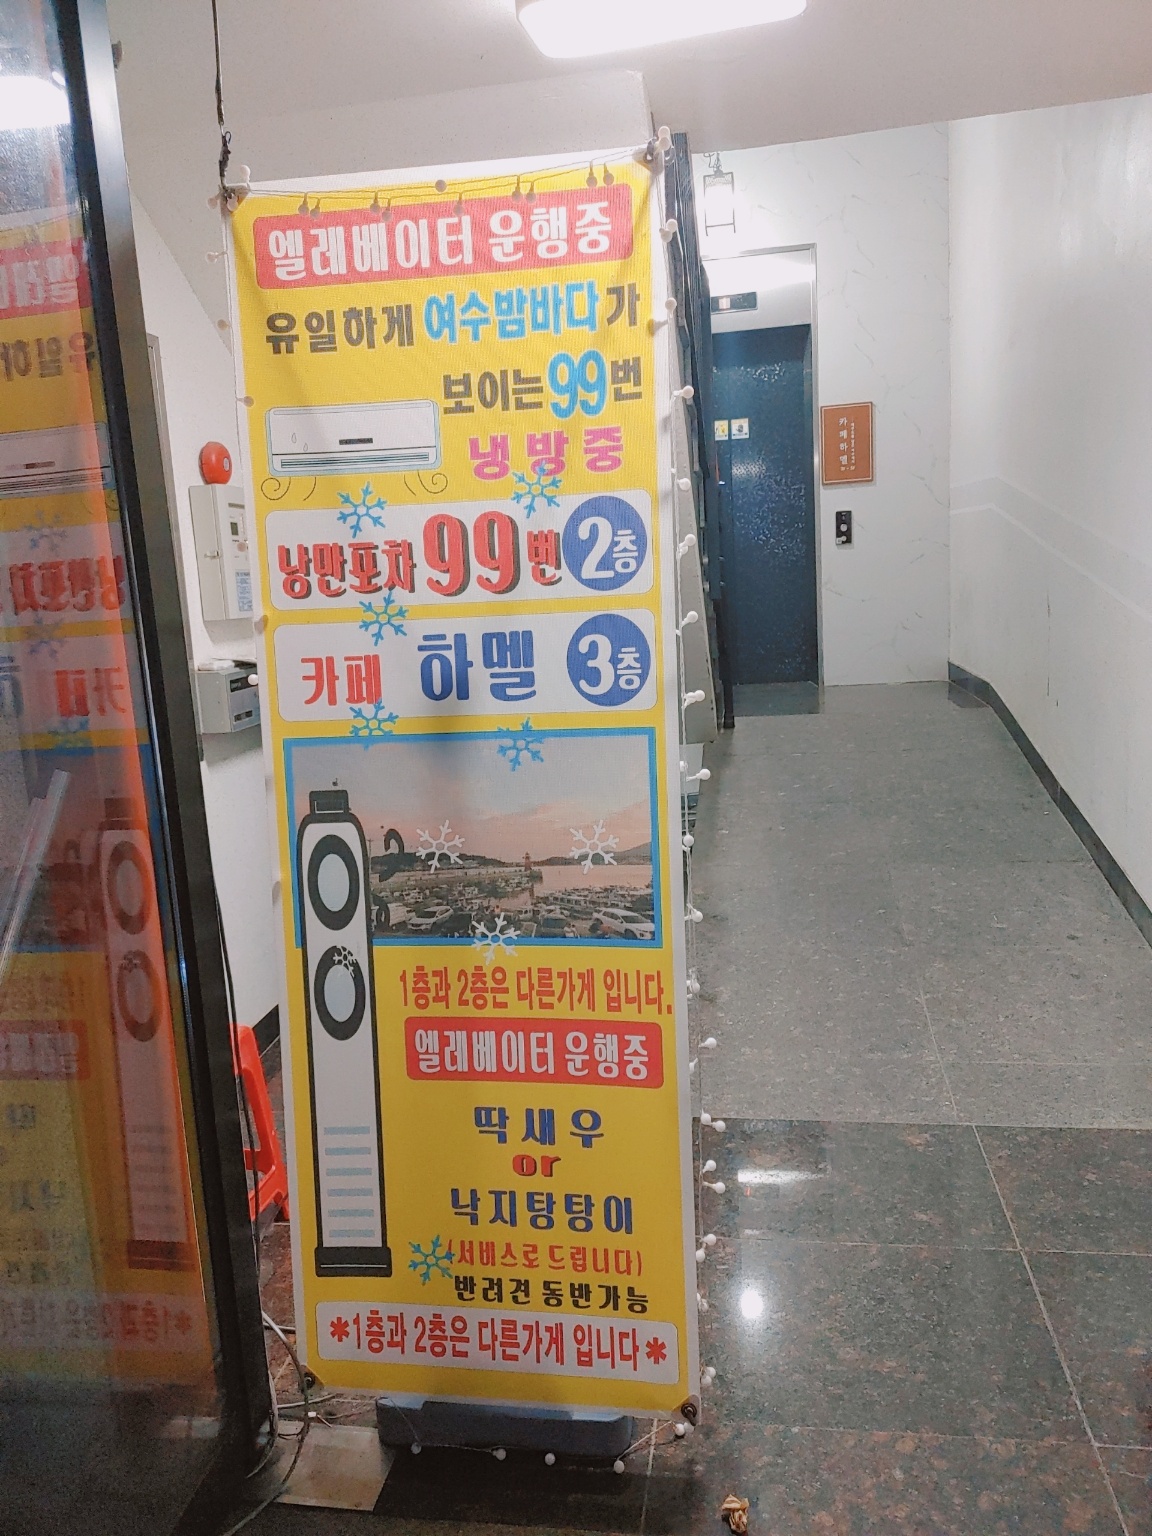 엘레베이터 운행중
유일하게 여수밤바다가
보이는 99번
냉방중
낭만포차 99번 2층
카페 하멜 3층
1층과 2층은 다른가게 입니다.
엘레베이터 운행중
딱새우
or
낙지탕탕이
(서비스로 드립니다)
반려견 동반가능
*1층과 2층은 다른가게 입니다*
카페하멜